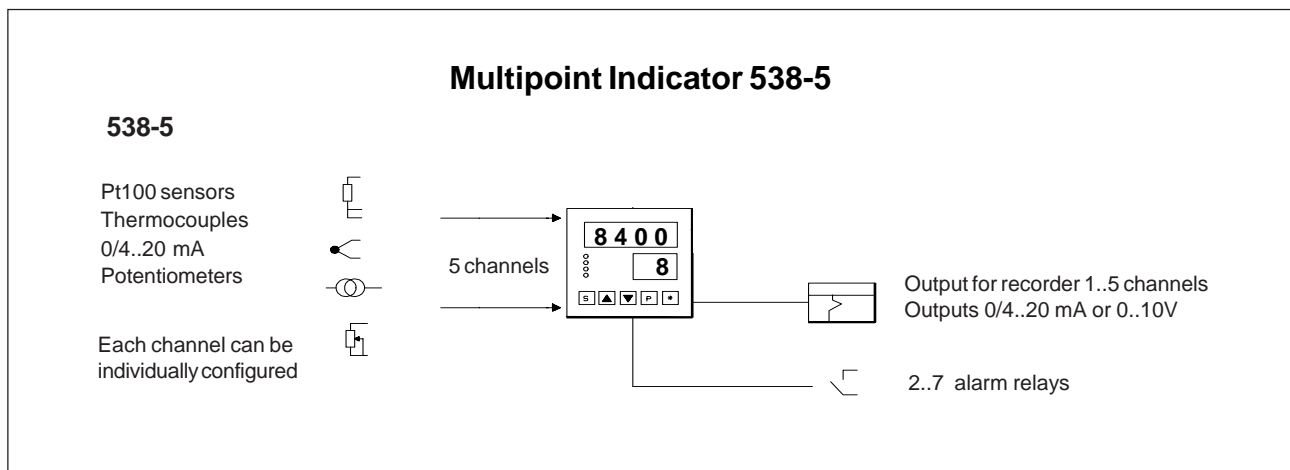 Multipoint Indicator 538-5
538-5
Pt100 sensors
Thermocouples
0/4..20 mA
Potentiometers
Each channel can be
individually configured
5 channels
8400
8
S ▲ ▼ P *
Output for recorder 1..5 channels
Outputs 0/4..20 mA or 0..10V
2..7 alarm relays